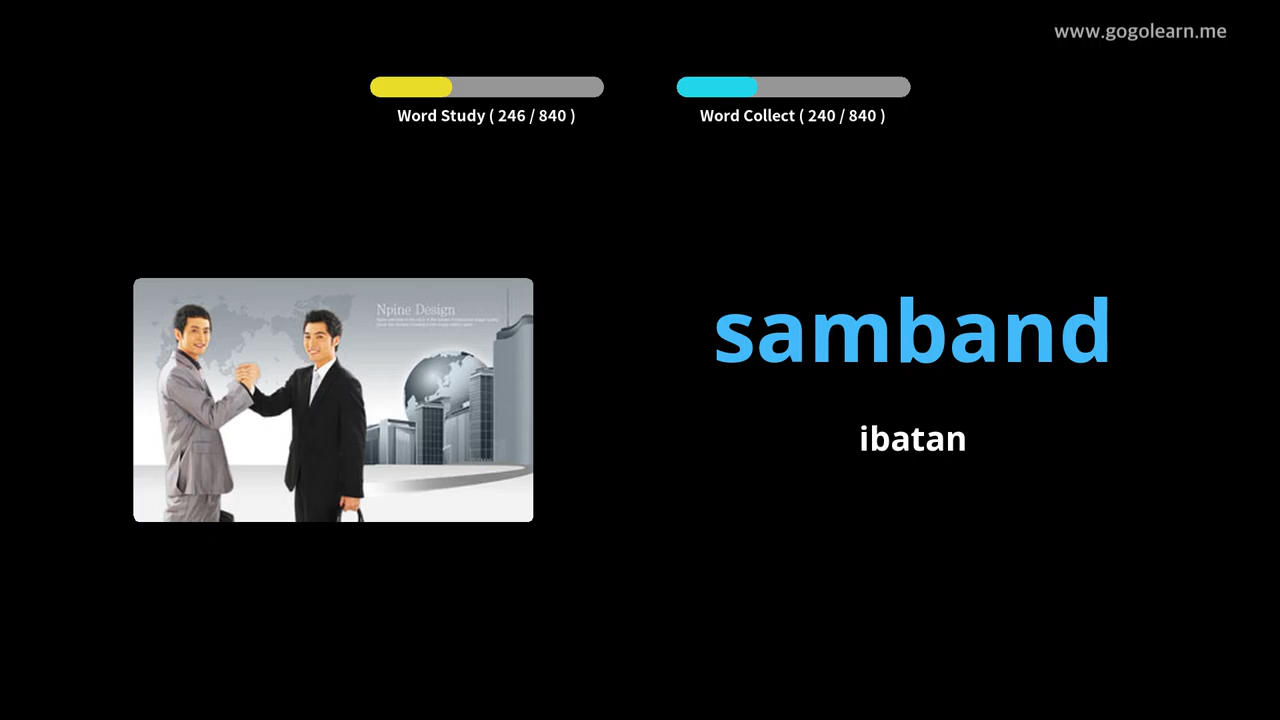 www.gogolearn.me
Word Study ( 246 / 840 )
Word Collect ( 240 / 840 )
Npine Design
samband
ibatan